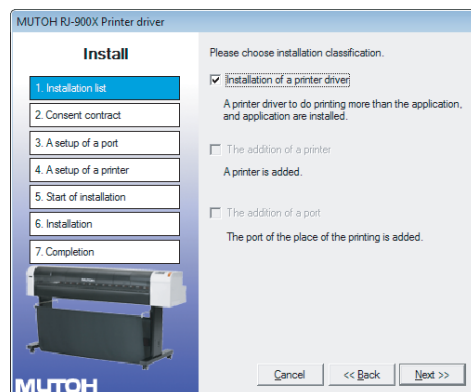 MUTOH RJ-900X Printer driver
Install
1. Installation list
2. Consent contract
3. A setup of a port
4. A setup of a printer
5. Start of installation
6. Installation
7. Completion
MUTOH
Please choose installation classification.
Installation of a printer driver
A printer driver to do printing more than the application,
and application are installed.
The addition of a printer
A printer is added.
The addition of a port
The port of the place of the printing is added.
Cancel
<< Back
Next >>